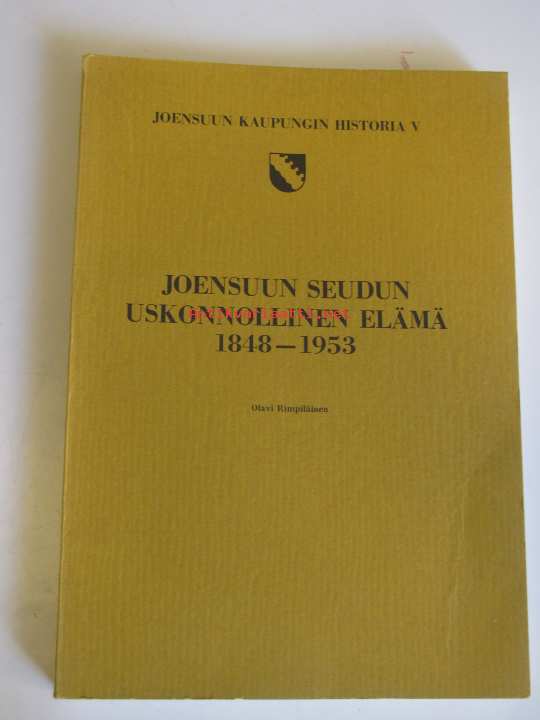 JOENSUUN KAUPUNGIN HISTORIA V
JOENSUUN SEUDUN
USKONNOLLINEN ELÄMÄ
1848—1953
Olavi Rimpiläinen